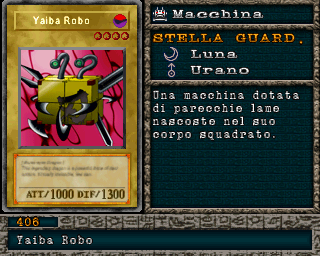 Yaiba Robo
ATT/1000 DIF/1300
Macchina
STELLA GUARD.
Luna
Urano
Una macchina dotata
di parecchie lame
nascoste nel suo
corpo squadrato.
406
Yaiba Robo